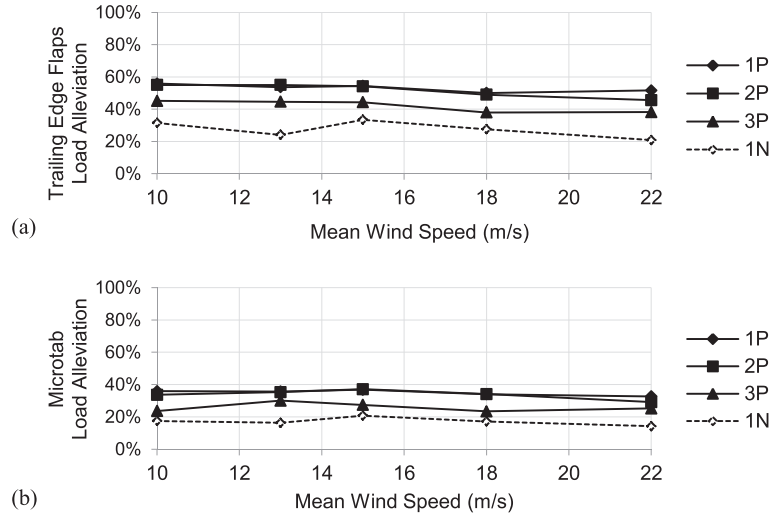 100%
80%
60%
40%
20%
0%
Trailing Edge Flaps
Load Alleviation
10 12 14 16 18 20 22
Mean Wind Speed (m/s)
1P
2P
3P
1N
(a)
100%
80%
60%
40%
20%
0%
Microtab
Load Alleviation
10 12 14 16 18 20 22
Mean Wind Speed (m/s)
1P
2P
3P
1N
(b)